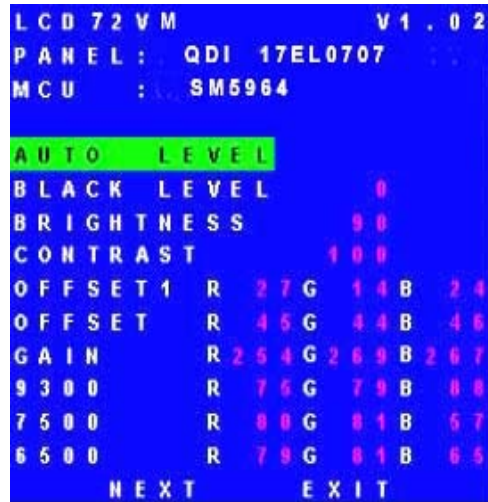 LCD72VM V1.02
PANEL: QDI 17EL0707
MCU : SM5964
AUTO LEVEL
BLACK LEVEL 0
BRIGHTNESS 90
CONTRAST 100
OFFSET1 R 27 G 14 B 24
OFFSET R 45 G 44 B 46
GAIN R 254 G 269 B 267
9300 R 75 G 79 B 88
7500 R 80 G 81 B 57
6500 R 79 G 81 B 65
NEXT EXIT